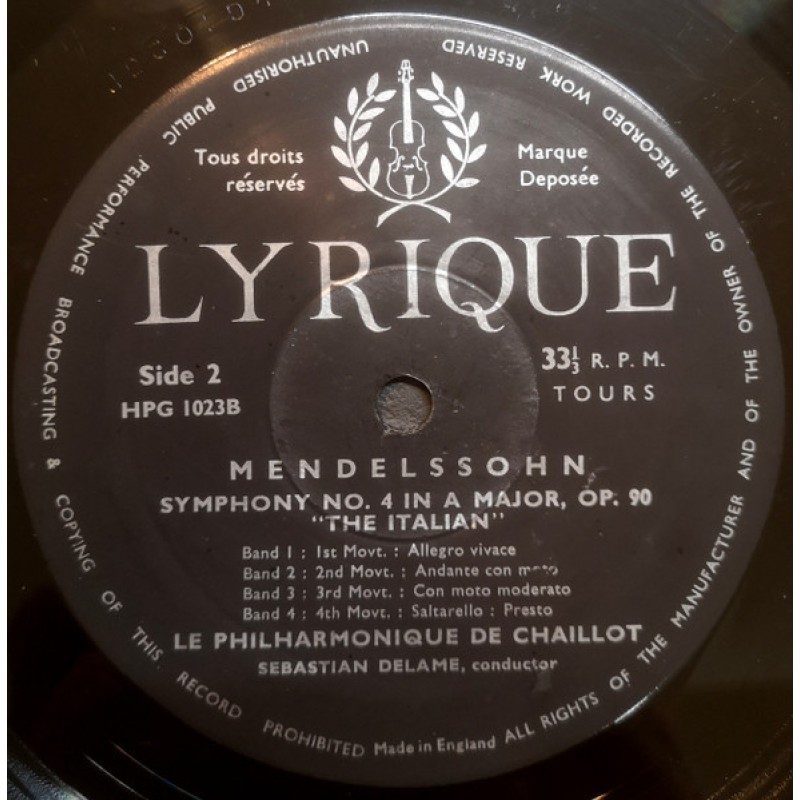 ALL RIGHTS OF THE MANUFACTURER AND OF THE OWNER OF THE RECORDED WORK RESERVED
UNAUTHORISED PUBLIC PERFORMANCE BROADCASTING & COPYING OF THIS RECORD PROHIBITED
Tous droits réservés
Marque Deposée
LYRIQUE
Side 2
HPG 1023B
33⅓ R. P. M.
TOURS
MENDELSSOHN
SYMPHONY NO. 4 IN A MAJOR, OP. 90
"THE ITALIAN"
Band 1 : 1st Movt. : Allegro vivace
Band 2 : 2nd Movt. : Andante con moto
Band 3 : 3rd Movt. : Con moto moderato
Band 4 : 4th Movt. : Saltarello : Presto
LE PHILHARMONIQUE DE CHAILLOT
SEBASTIAN DELAME, conductor
Made in England